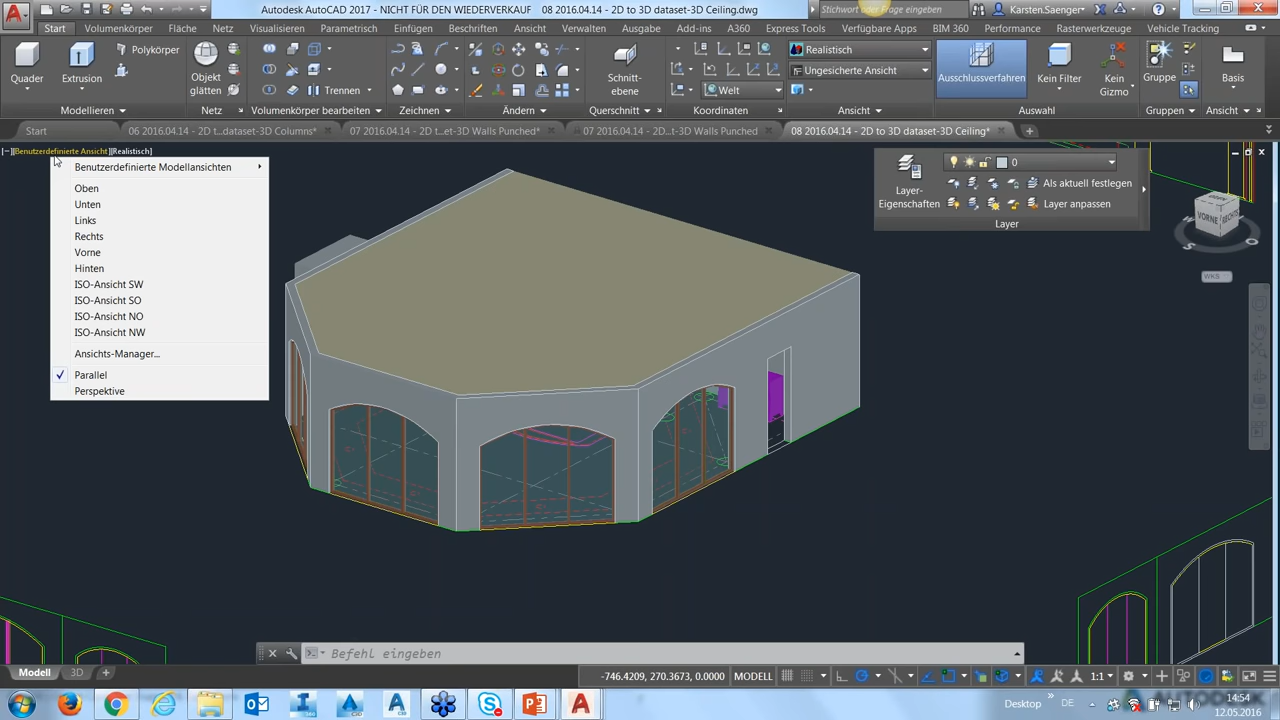 Autodesk AutoCAD 2017 - NICHT FÜR DEN WIEDERVERKAUF 08 2016.04.14 - 2D to 3D dataset-3D Ceiling.dwg
Stichwort oder Frage eingeben
Karsten.Saenger
Start Volumenkörper Fläche Netz Visualisieren Parametrisch Einfügen Beschriften Ansicht Verwalten Ausgabe Add-ins A360 Express Tools Verfügbare Apps BIM 360 Performance Rasterwerkzeuge Vehicle Tracking
Quader
Extrusion
Polykörper
Objekt glätten
Trennen
Schnitt-
ebene
Realistisch
Ungesicherte Ansicht
Welt
Ausschlussverfahren
Kein Filter
Kein
Gizmo
Gruppe
Basis
Modellieren Netz Volumenkörper bearbeiten Zeichnen Ändern Querschnitt Koordinaten Ansicht Auswahl Gruppen Ansicht
Start 06 2016.04.14 - 2D t...dataset-3D Columns* 07 2016.04.14 - 2D t...et-3D Walls Punched* 07 2016.04.14 - 2D...t-3D Walls Punched 08 2016.04.14 - 2D to 3D dataset-3D Ceiling*
[−][Benutzerdefinierte Ansicht][Realistisch]
Benutzerdefinierte Modellansichten
Oben
Unten
Links
Rechts
Vorne
Hinten
ISO-Ansicht SW
ISO-Ansicht SO
ISO-Ansicht NO
ISO-Ansicht NW
Ansichts-Manager...
Parallel
Perspektive
Layer-
Eigenschaften
0
Als aktuell festlegen
Layer anpassen
Layer
OBEN
VORNE
RECHTS
S
O
WKS
Befehl eingeben
Modell 3D
-746.4209, 270.3673, 0.0000 MODELL 1:1
Desktop
DE
14:54
12.05.2016